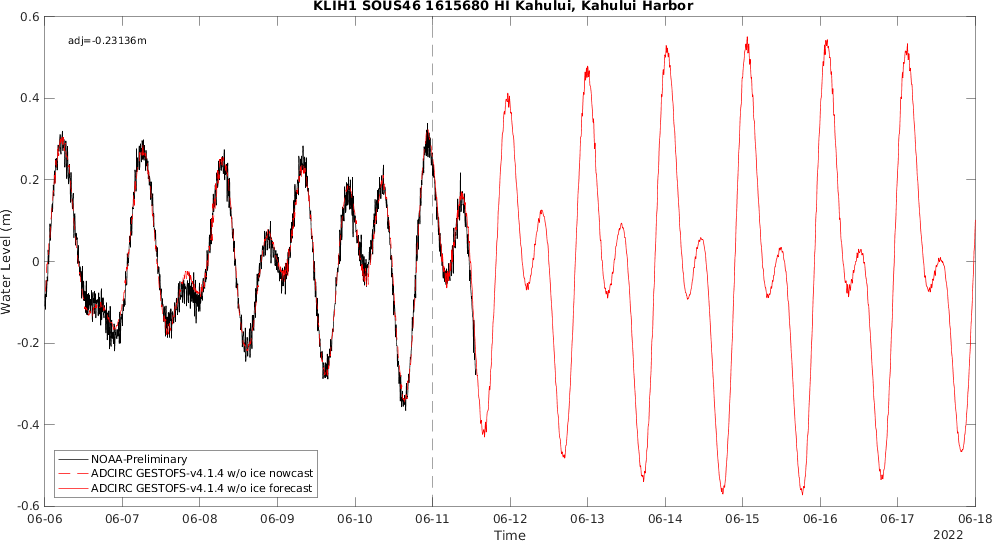 KLIH1 SOUS46 1615680 HI Kahului, Kahului Harbor
adj=-0.23136m
0.6
0.4
0.2
0
-0.2
-0.4
-0.6
Water Level (m)
NOAA-Preliminary
ADCIRC GESTOFS-v4.1.4 w/o ice nowcast
ADCIRC GESTOFS-v4.1.4 w/o ice forecast
06-06 06-07 06-08 06-09 06-10 06-11 06-12 06-13 06-14 06-15 06-16 06-17 06-18
Time
2022